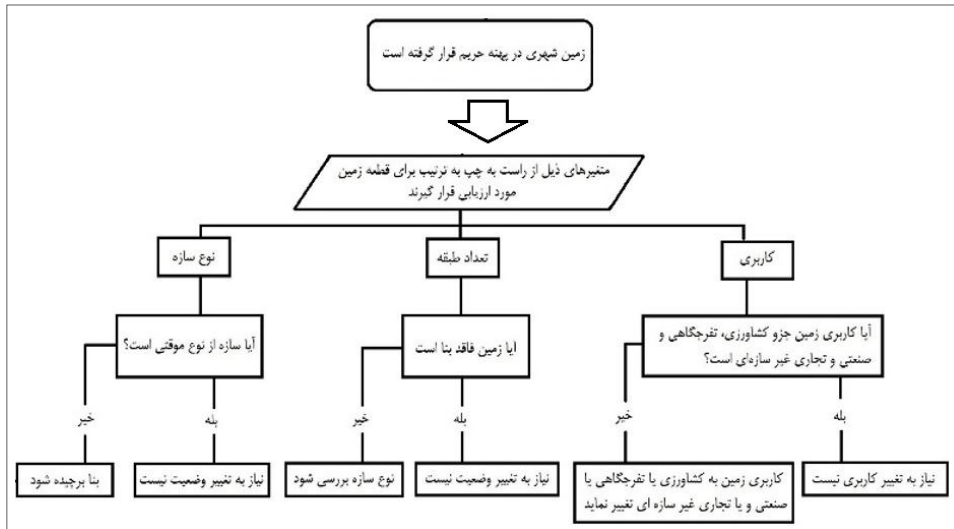 زمین شهری در پهنه حریم قرار گرفته است
متغیرهای ذیل از راست به چپ به ترتیب برای قطعه زمین
مورد ارزیابی قرار گیرند
کاربری
تعداد طبقه
نوع سازه
آیا کاربری زمین جزو کشاورزی، تفرجگاهی و
صنعتی و تجاری غیر سازه‌ای است؟
آیا زمین فاقد بنا است
آیا سازه از نوع موقتی است؟
بله
خیر
بله
خیر
بله
خیر
نیاز به تغییر کاربری نیست
کاربری زمین به کشاورزی یا تفرجگاهی یا
صنعتی و یا تجاری غیر سازه ای تغییر نماید
نیاز به تغییر وضعیت نیست
نوع سازه بررسی شود
نیاز به تغییر وضعیت نیست
بنا برچیده شود